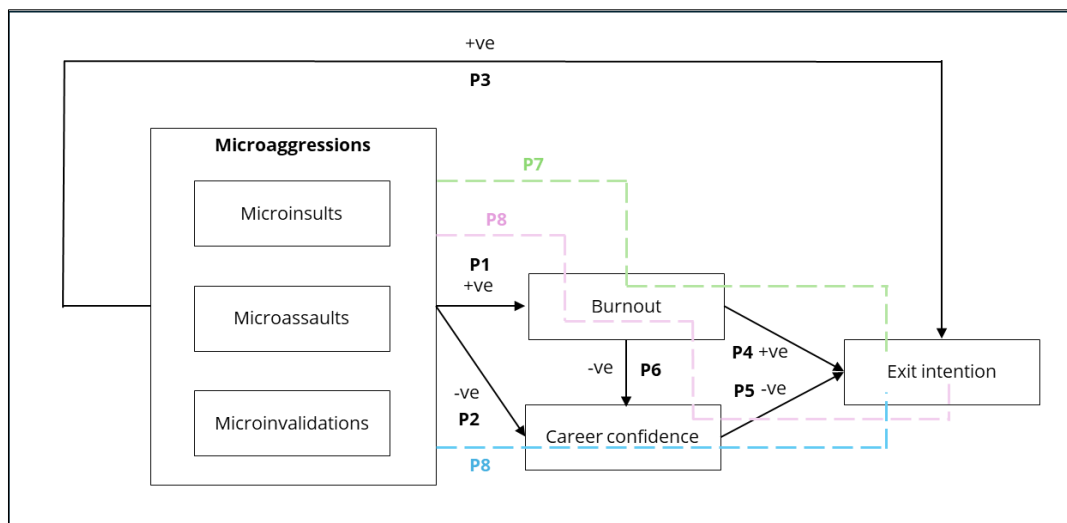 +ve
P3
Microaggressions
P7
Microinsults
P8
P1
+ve
Microassaults
Burnout
P4 +ve
-ve P6
Exit intention
P5 -ve
-ve
P2
Microinvalidations
Career confidence
P8